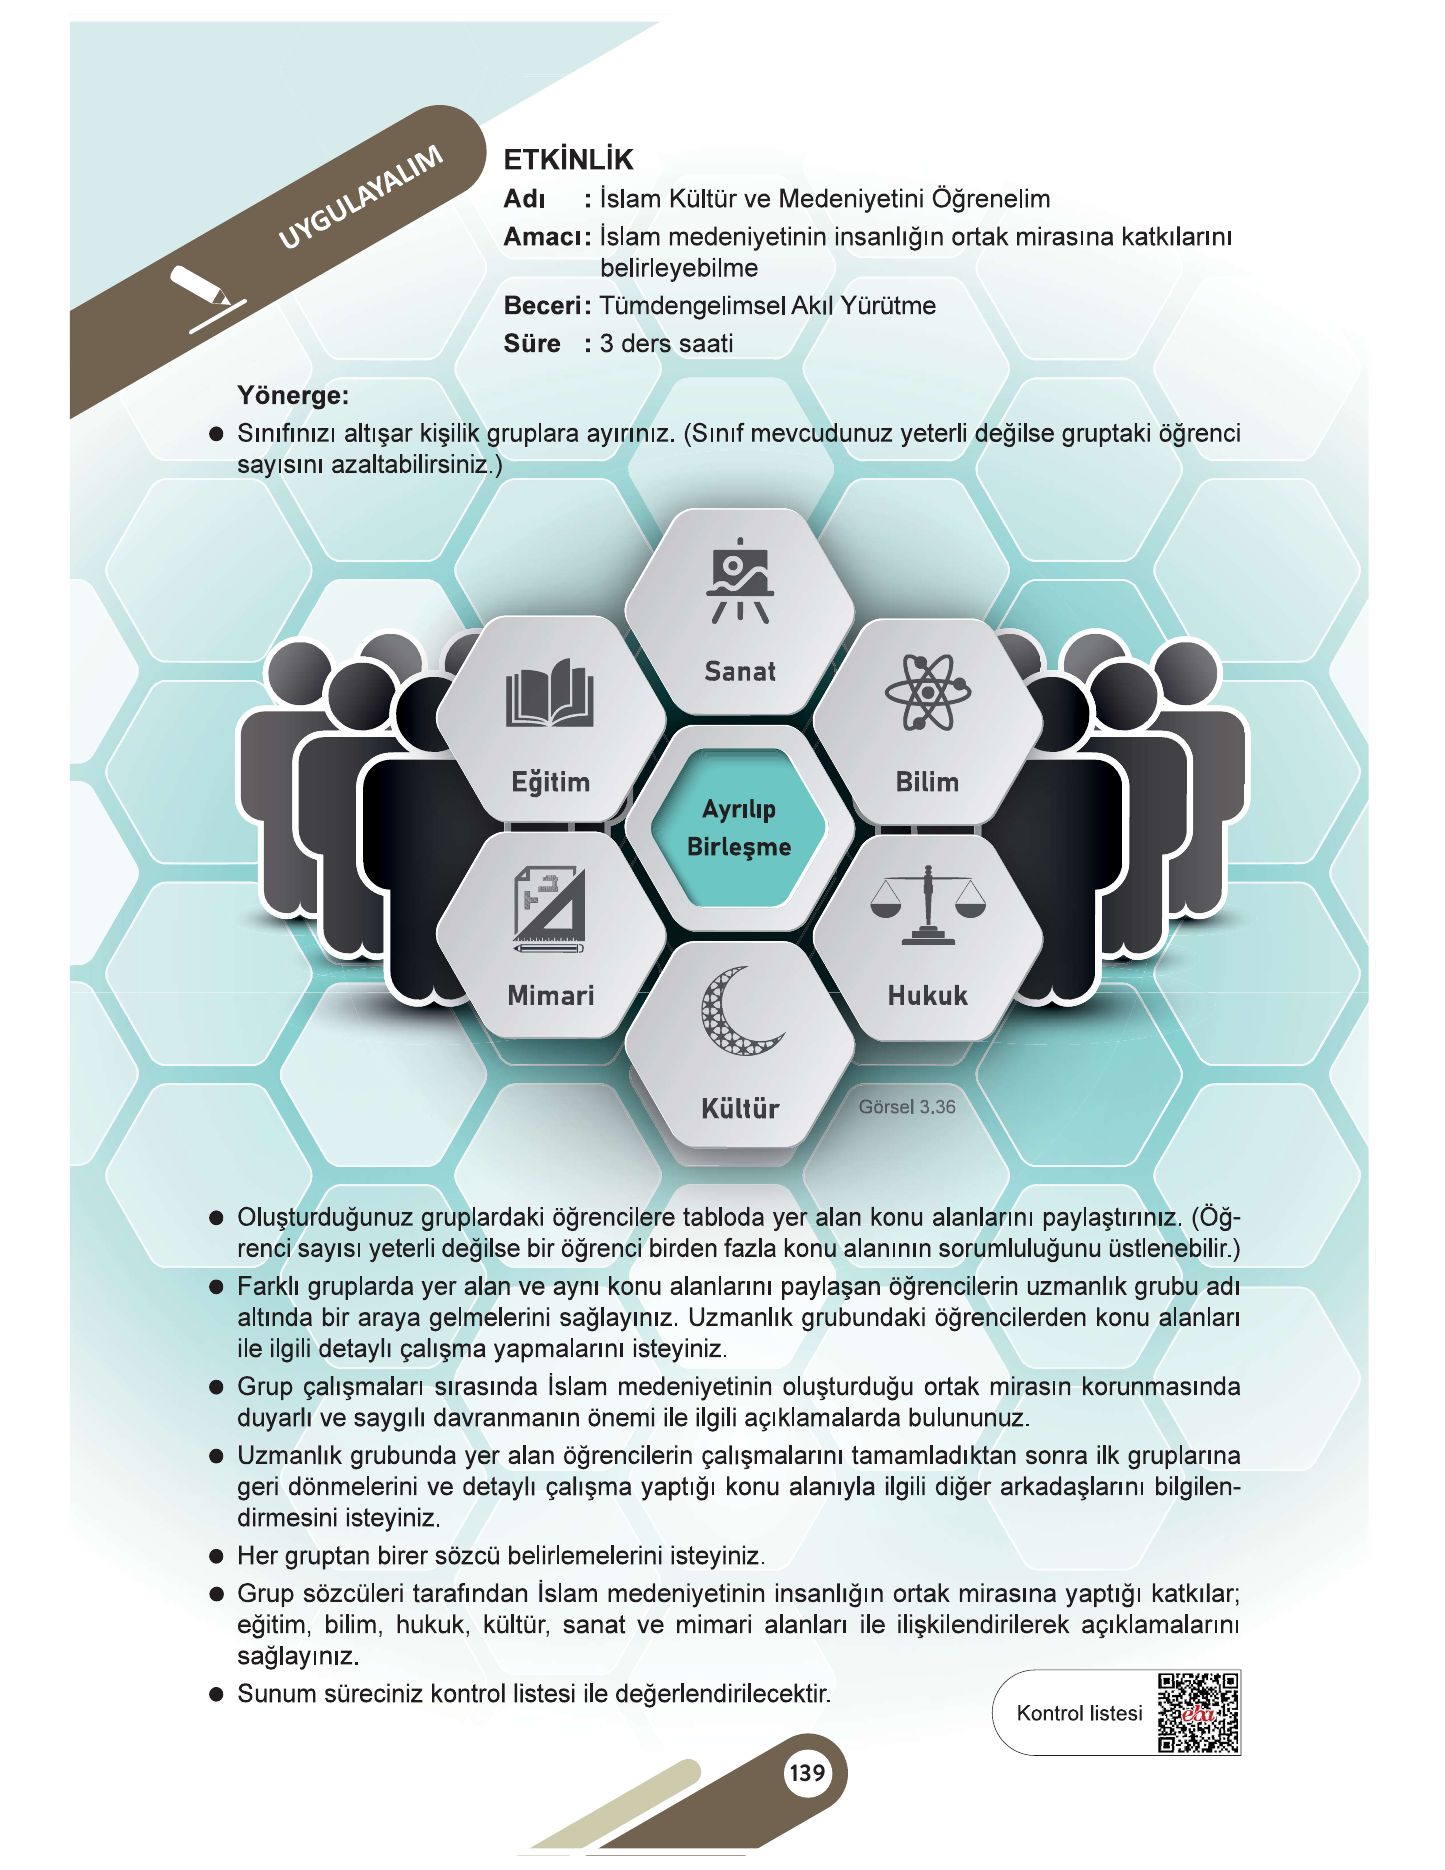 UYGULAYALIM
ETKİNLİK
Adı : İslam Kültür ve Medeniyetini Öğrenelim
Amacı: İslam medeniyetinin insanlığın ortak mirasına katkılarını
belirleyebilme
Beceri: Tümdengelimsel Akıl Yürütme
Süre : 3 ders saati
Yönerge:
● Sınıfınızı altışar kişilik gruplara ayırınız. (Sınıf mevcudunuz yeterli değilse gruptaki öğrenci
sayısını azaltabilirsiniz.)
Sanat
Eğitim
Bilim
Ayrılıp
Birleşme
Mimari
Hukuk
Kültür
Görsel 3.36
● Oluşturduğunuz gruplardaki öğrencilere tabloda yer alan konu alanlarını paylaştırınız. (Öğ-
renci sayısı yeterli değilse bir öğrenci birden fazla konu alanının sorumluluğunu üstlenebilir.)
● Farklı gruplarda yer alan ve aynı konu alanlarını paylaşan öğrencilerin uzmanlık grubu adı
altında bir araya gelmelerini sağlayınız. Uzmanlık grubundaki öğrencilerden konu alanları
ile ilgili detaylı çalışma yapmalarını isteyiniz.
● Grup çalışmaları sırasında İslam medeniyetinin oluşturduğu ortak mirasın korunmasında
duyarlı ve saygılı davranmanın önemi ile ilgili açıklamalarda bulununuz.
● Uzmanlık grubunda yer alan öğrencilerin çalışmalarını tamamladıktan sonra ilk gruplarına
geri dönmelerini ve detaylı çalışma yaptığı konu alanıyla ilgili diğer arkadaşlarını bilgilen-
dirmesini isteyiniz.
● Her gruptan birer sözcü belirlemelerini isteyiniz.
● Grup sözcüleri tarafından İslam medeniyetinin insanlığın ortak mirasına yaptığı katkılar;
eğitim, bilim, hukuk, kültür, sanat ve mimari alanları ile ilişkilendirilerek açıklamalarını
sağlayınız.
● Sunum süreciniz kontrol listesi ile değerlendirilecektir.
Kontrol listesi
eba
139